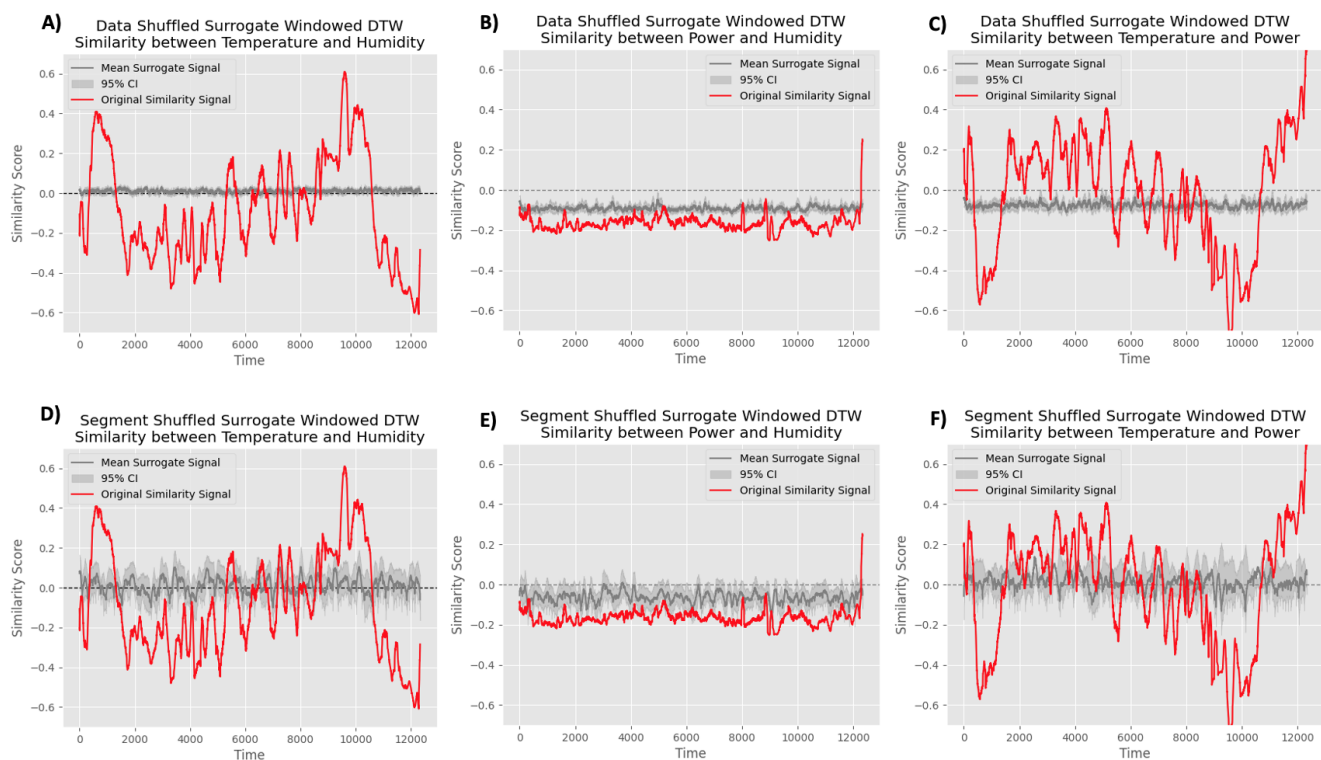 A)
Data Shuffled Surrogate Windowed DTW
Similarity between Temperature and Humidity
Mean Surrogate Signal
95% CI
Original Similarity Signal
Similarity Score
0.6
0.4
0.2
0.0
−0.2
−0.4
−0.6
0 2000 4000 6000 8000 10000 12000
Time
B)
Data Shuffled Surrogate Windowed DTW
Similarity between Power and Humidity
Mean Surrogate Signal
95% CI
Original Similarity Signal
Similarity Score
0.6
0.4
0.2
0.0
−0.2
−0.4
−0.6
0 2000 4000 6000 8000 10000 12000
Time
C)
Data Shuffled Surrogate Windowed DTW
Similarity between Temperature and Power
Mean Surrogate Signal
95% CI
Original Similarity Signal
Similarity Score
0.6
0.4
0.2
0.0
−0.2
−0.4
−0.6
0 2000 4000 6000 8000 10000 12000
Time
D)
Segment Shuffled Surrogate Windowed DTW
Similarity between Temperature and Humidity
Mean Surrogate Signal
95% CI
Original Similarity Signal
Similarity Score
0.6
0.4
0.2
0.0
−0.2
−0.4
−0.6
0 2000 4000 6000 8000 10000 12000
Time
E)
Segment Shuffled Surrogate Windowed DTW
Similarity between Power and Humidity
Mean Surrogate Signal
95% CI
Original Similarity Signal
Similarity Score
0.6
0.4
0.2
0.0
−0.2
−0.4
−0.6
0 2000 4000 6000 8000 10000 12000
Time
F)
Segment Shuffled Surrogate Windowed DTW
Similarity between Temperature and Power
Mean Surrogate Signal
95% CI
Original Similarity Signal
Similarity Score
0.6
0.4
0.2
0.0
−0.2
−0.4
−0.6
0 2000 4000 6000 8000 10000 12000
Time